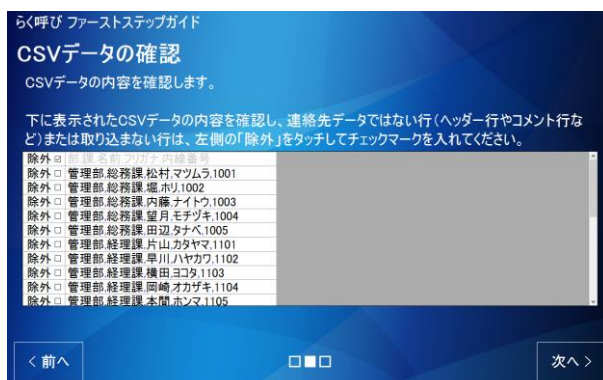 らく呼び ファーストステップガイド
CSVデータの確認
CSVデータの内容を確認します。
下に表示されたCSVデータの内容を確認し、連絡先データではない行(ヘッダー行やコメント行な
ど)または取り込まない行は、左側の「除外」をタッチしてチェックマークを入れてください。
除外 ☑ 部,課,名前,フリガナ,内線番号
除外 □ 管理部,総務課,松村,マツムラ,1001
除外 □ 管理部,総務課,堀,ホリ,1002
除外 □ 管理部,総務課,内藤,ナイトウ,1003
除外 □ 管理部,総務課,望月,モチヅキ,1004
除外 □ 管理部,総務課,田辺,タナベ,1005
除外 □ 管理部,経理課,片山,カタヤマ,1101
除外 □ 管理部,経理課,早川,ハヤカワ,1102
除外 □ 管理部,経理課,横田,ヨコタ,1103
除外 □ 管理部,経理課,岡崎,オカザキ,1104
除外 □ 管理部,経理課,本間,ホンマ,1105
< 前へ
次へ >